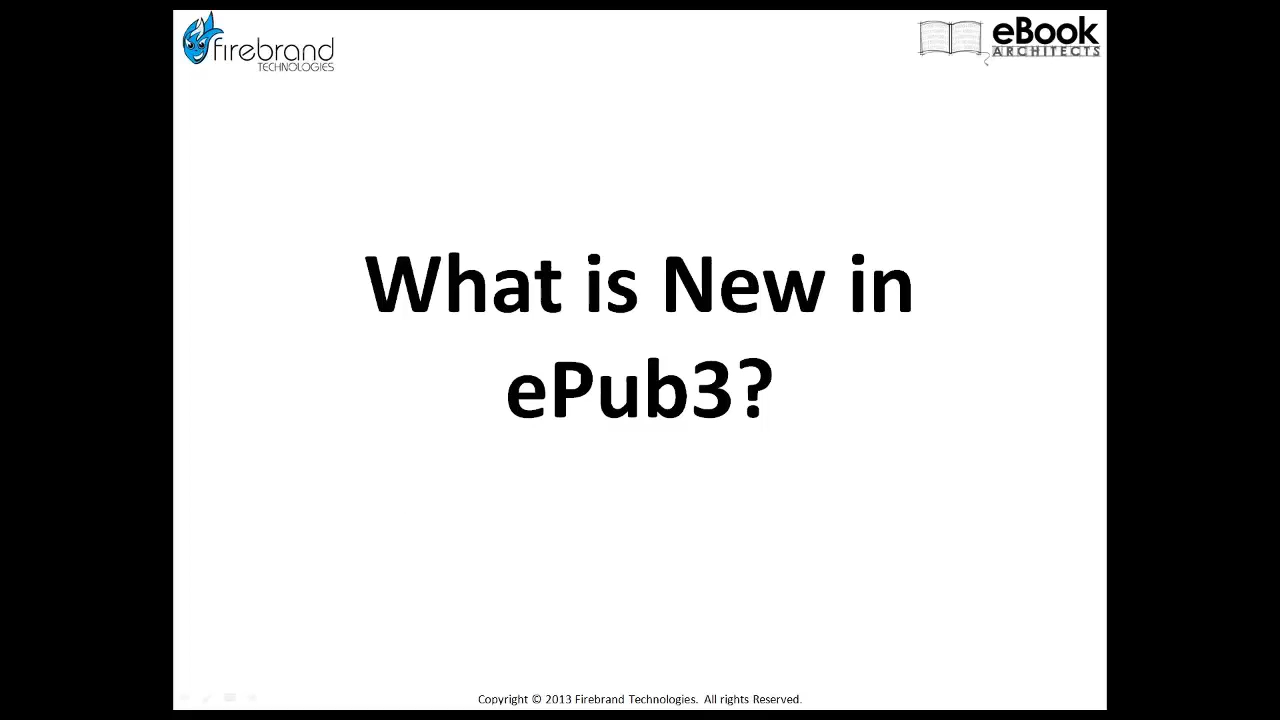 firebrand
TECHNOLOGIES
eBook
ARCHITECTS
What is New in
ePub3?
Copyright © 2013 Firebrand Technologies. All rights Reserved.